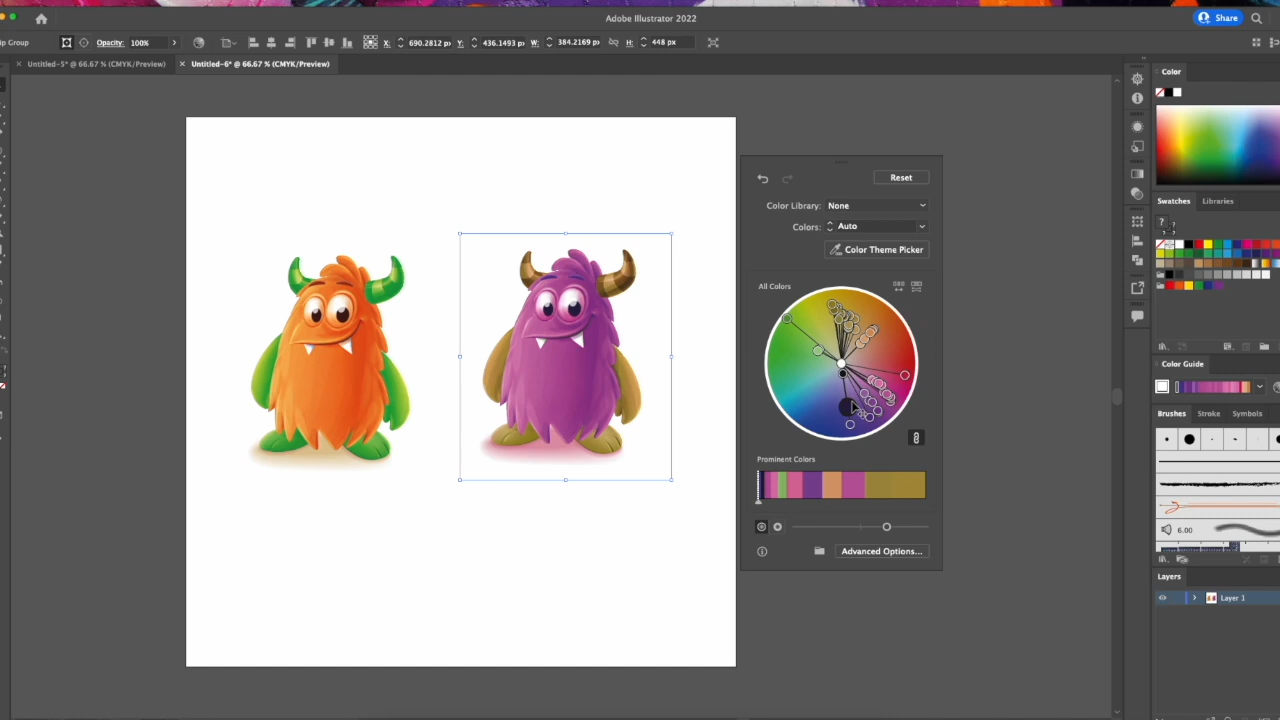 Adobe Illustrator 2022
Share
ip Group
Opacity: 100%
X: 690.2812 px
Y: 436.1493 px
W: 384.2169 px
H: 448 px
Untitled-5* @ 66.67 % (CMYK/Preview)
Untitled-6* @ 66.67 % (CMYK/Preview)
Color
Reset
Color Library: None
Colors: Auto
Color Theme Picker
All Colors
Prominent Colors
Advanced Options...
Swatches
Libraries
Color Guide
Brushes
Stroke
Symbols
6.00
Layers
Layer 1